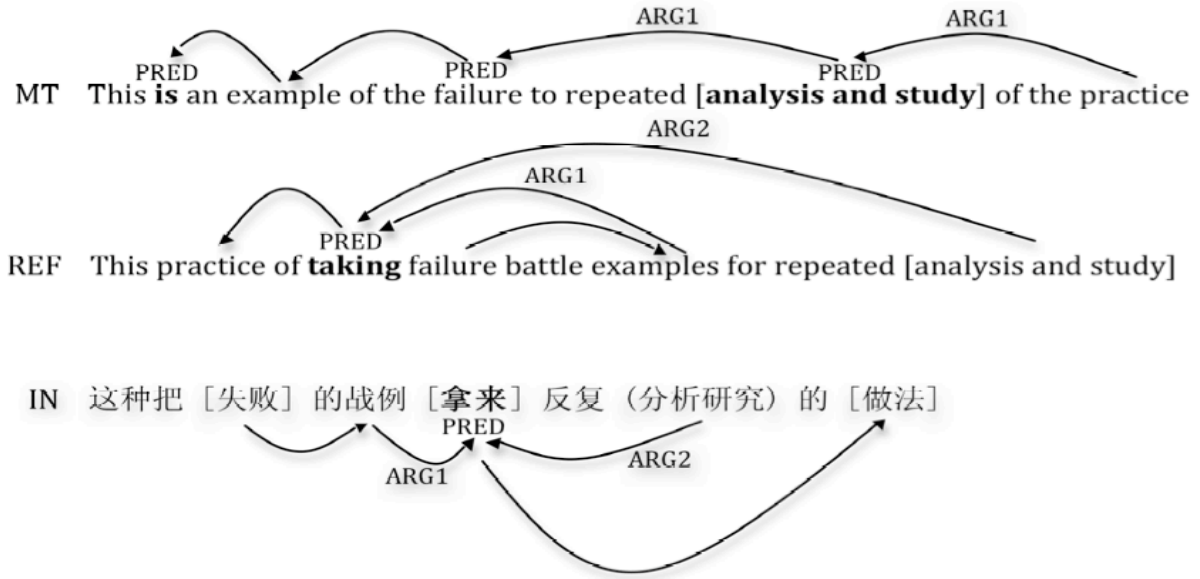 ARG1 ARG1
PRED PRED PRED
MT This is an example of the failure to repeated [analysis and study] of the practice
ARG2
ARG1
PRED
REF This practice of taking failure battle examples for repeated [analysis and study]
IN 这种把 [失败] 的战例 [拿来] 反复 (分析研究) 的 [做法]
PRED
ARG1 ARG2